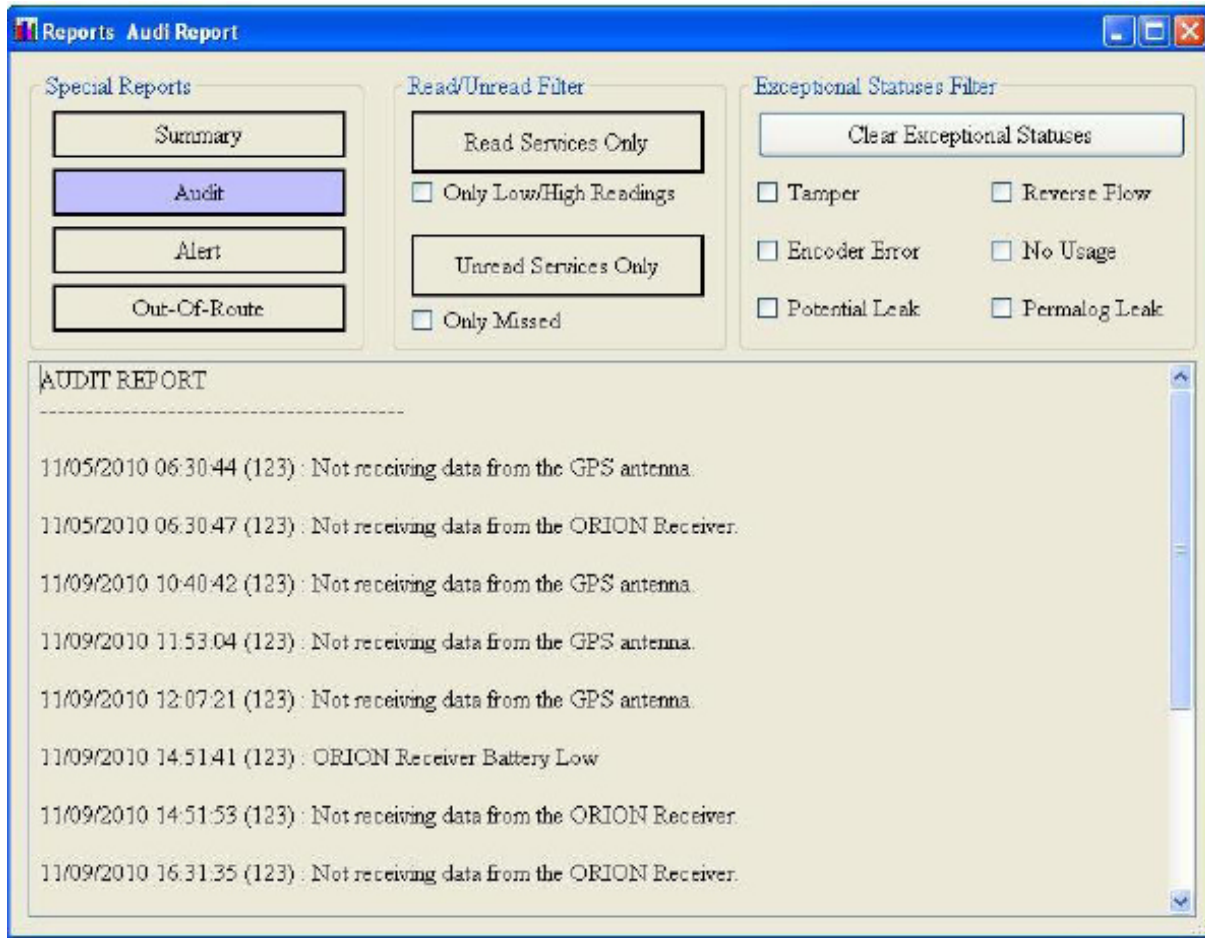 Reports Audi Report
Special Reports
Summary
Audit
Alert
Out-Of-Route
Read/Unread Filter
Read Services Only
Only Low/High Readings
Unread Services Only
Only Missed
Exceptional Statuses Filter
Clear Exceptional Statuses
Tamper
Reverse Flow
Encoder Error
No Usage
Potential Leak
Permalog Leak
AUDIT REPORT
----------------------------------------
11/05/2010 06:30:44 (123) : Not receiving data from the GPS antenna.
11/05/2010 06:30:47 (123) : Not receiving data from the ORION Receiver.
11/09/2010 10:40:42 (123) : Not receiving data from the GPS antenna.
11/09/2010 11:53:04 (123) : Not receiving data from the GPS antenna.
11/09/2010 12:07:21 (123) : Not receiving data from the GPS antenna.
11/09/2010 14:51:41 (123) : ORION Receiver Battery Low
11/09/2010 14:51:53 (123) : Not receiving data from the ORION Receiver.
11/09/2010 16:31:35 (123) : Not receiving data from the ORION Receiver.